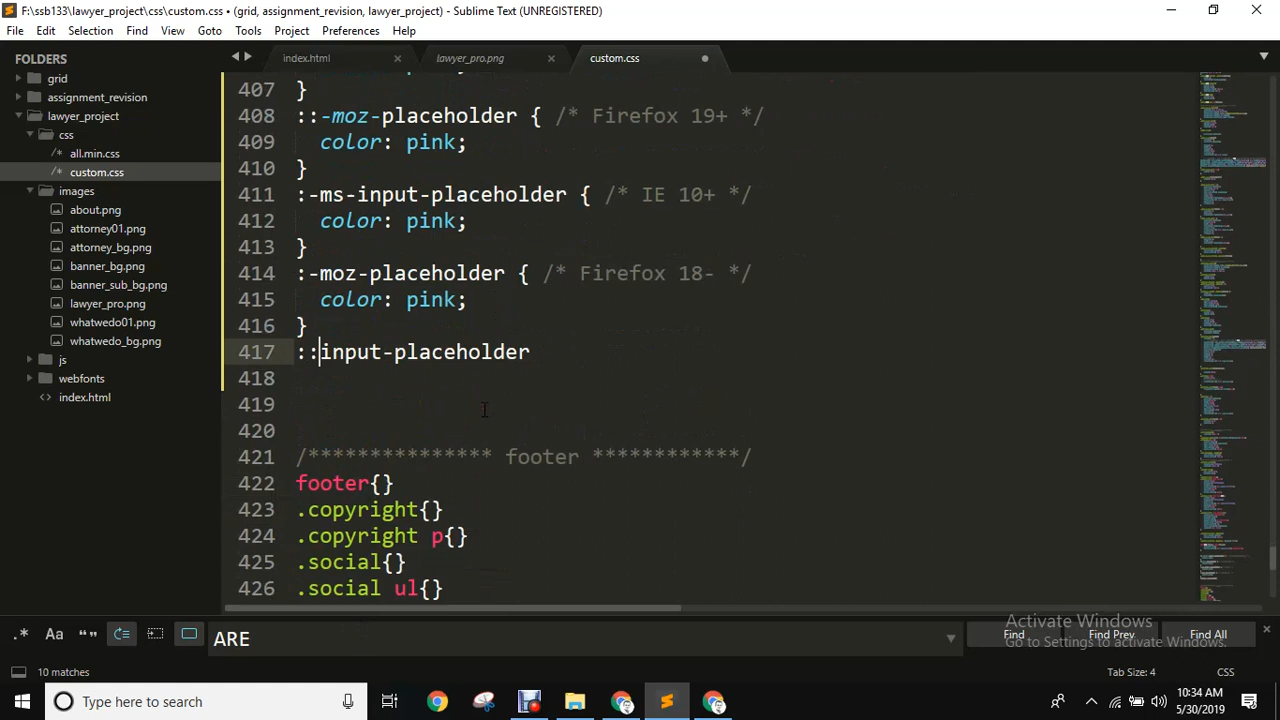 F:\ssb133\lawyer_project\css\custom.css • (grid, assignment_revision, lawyer_project) - Sublime Text (UNREGISTERED)
File Edit Selection Find View Goto Tools Project Preferences Help
FOLDERS
grid
assignment_revision
lawyer_project
css
/* all.min.css
/* custom.css
images
about.png
attorney01.png
attorney_bg.png
banner_bg.png
banner_sub_bg.png
lawyer_pro.png
whatwedo01.png
whatwedo_bg.png
js
webfonts
<> index.html
index.html lawyer_pro.png custom.css
407 }
408 ::-moz-placeholder { /* Firefox 19+ */
409 color: pink;
410 }
411 :-ms-input-placeholder { /* IE 10+ */
412 color: pink;
413 }
414 :-moz-placeholder { /* Firefox 18- */
415 color: pink;
416 }
417 ::input-placeholder
418
419
420
421 /*************** footer ************/
422 footer{}
423 .copyright{}
424 .copyright p{}
425 .social{}
426 .social ul{}
.* Aa “” ARE Find Find Prev Find All
Activate Windows
Go to Settings to activate Windows.
10 matches Tab Size: 4 CSS
Type here to search
10:34 AM
5/30/2019